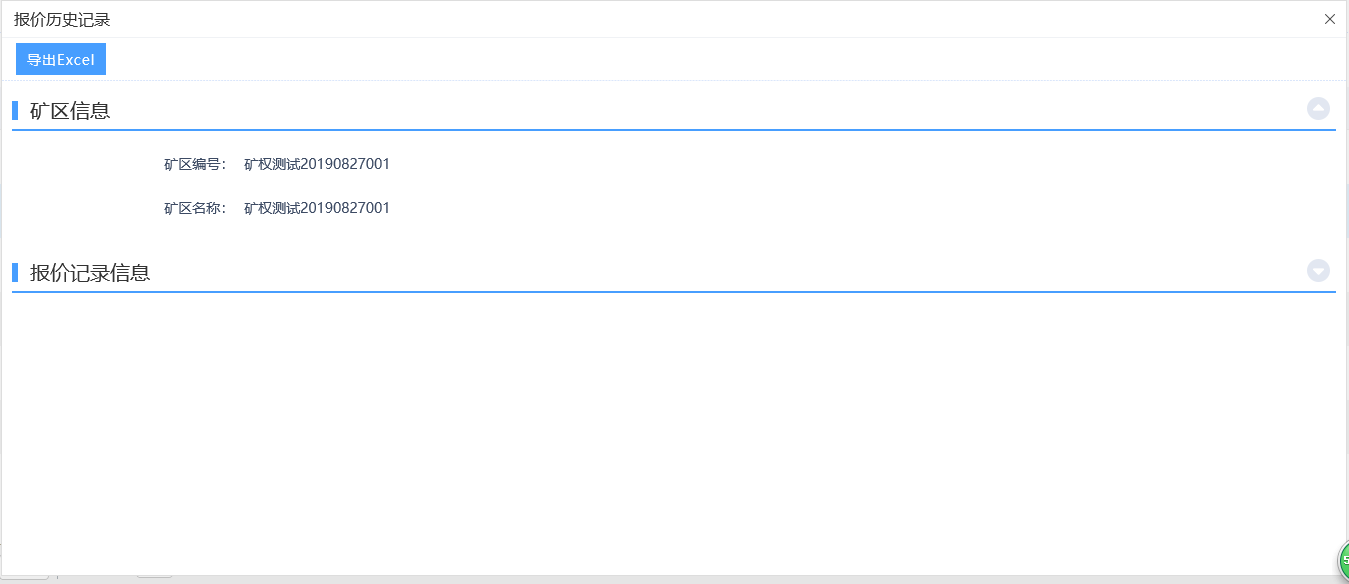 报价历史记录
导出Excel
矿区信息
矿区编号： 矿权测试20190827001
矿区名称： 矿权测试20190827001
报价记录信息